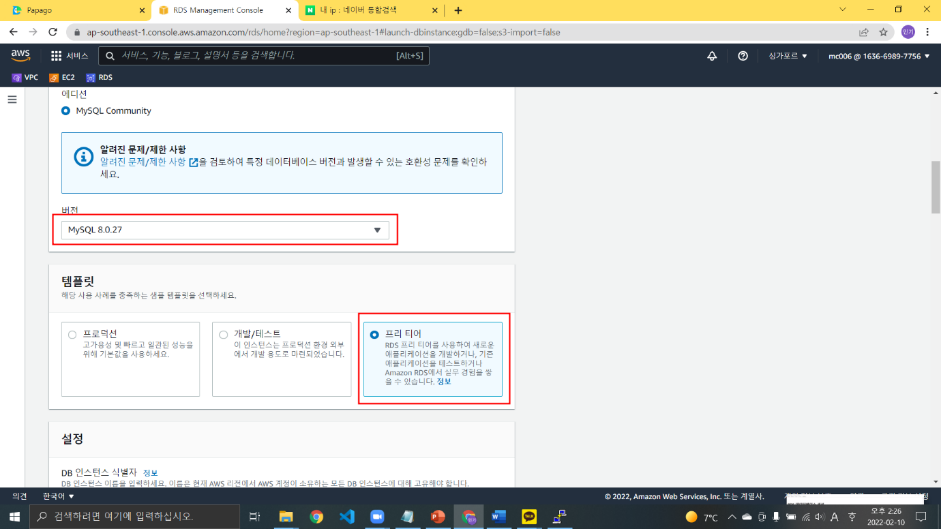 Papago
RDS Management Console
내 ip : 네이버 통합검색
ap-southeast-1.console.aws.amazon.com/rds/home?region=ap-southeast-1#launch-dbinstance:gdb=false;s3-import=false
aws
서비스
서비스, 기능, 블로그, 설명서 등을 검색합니다.
[Alt+S]
싱가포르
mc006 @ 1636-6989-7756
VPC
EC2
RDS
에디션
MySQL Community
알려진 문제/제한 사항
알려진 문제/제한 사항 을 검토하여 특정 데이터베이스 버전과 발생할 수 있는 호환성 문제를 확인하
세요.
버전
MySQL 8.0.27
템플릿
해당 사용 사례를 충족하는 샘플 템플릿을 선택하세요.
프로덕션
고가용성 및 빠르고 일관된 성능을
위해 기본값을 사용하세요.
개발/테스트
이 인스턴스는 프로덕션 환경 외부
에서 개발 용도로 마련되었습니다.
프리 티어
RDS 프리 티어를 사용하여 새로운
애플리케이션을 개발하거나, 기존
애플리케이션을 테스트하거나
Amazon RDS에서 실무 경험을 쌓
을 수 있습니다. 정보
설정
DB 인스턴스 식별자 정보
DB 인스턴스 이름을 입력하세요. 이름은 현재 AWS 리전에서 AWS 계정이 소유하는 모든 DB 인스턴스에 대해 고유해야 합니다.
의견
한국어
© 2022, Amazon Web Services, Inc. 또는 계열사.
검색하려면 여기에 입력하십시오.
7°C
A
오후 2:26
2022-02-10